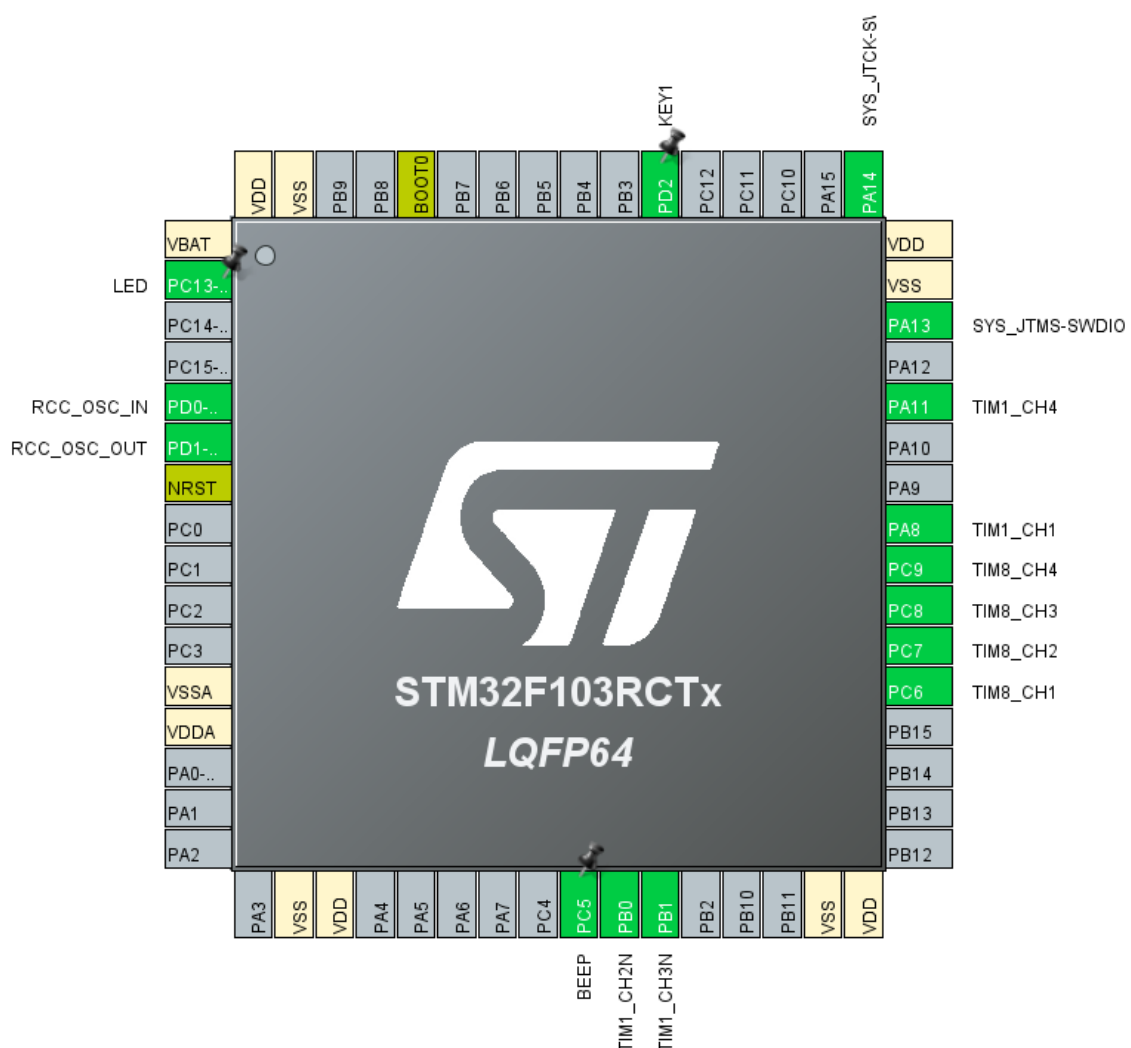 SYS_JTCK-SW
KEY1
VDD
VSS
PB9
PB8
BOOT0
PB7
PB6
PB5
PB4
PB3
PD2
PC12
PC11
PC10
PA15
PA14
VBAT
LED PC13-..
PC14-..
PC15-..
RCC_OSC_IN PD0-..
RCC_OSC_OUT PD1-..
NRST
PC0
PC1
PC2
PC3
VSSA
VDDA
PA0-..
PA1
PA2
VDD
VSS
PA13 SYS_JTMS-SWDIO
PA12
PA11 TIM1_CH4
PA10
PA9
PA8 TIM1_CH1
PC9 TIM8_CH4
PC8 TIM8_CH3
PC7 TIM8_CH2
PC6 TIM8_CH1
PB15
PB14
PB13
PB12
STM32F103RCTx
LQFP64
PA3
VSS
VDD
PA4
PA5
PA6
PA7
PC4
PC5
PB0
PB1
PB2
PB10
PB11
VSS
VDD
BEEP
TIM1_CH2N
TIM1_CH3N